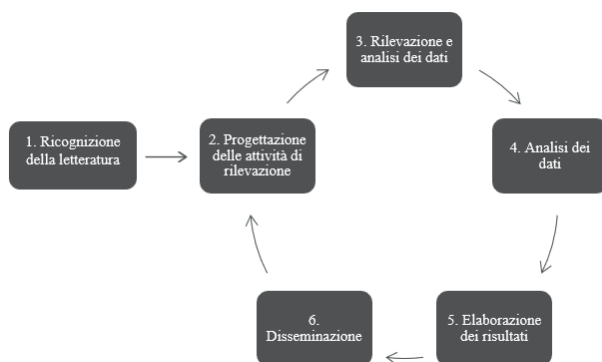 1. Ricognizione
della letteratura
2. Progettazione
delle attività di
rilevazione
3. Rilevazione e
analisi dei dati
4. Analisi dei
dati
5. Elaborazione
dei risultati
6.
Disseminazione